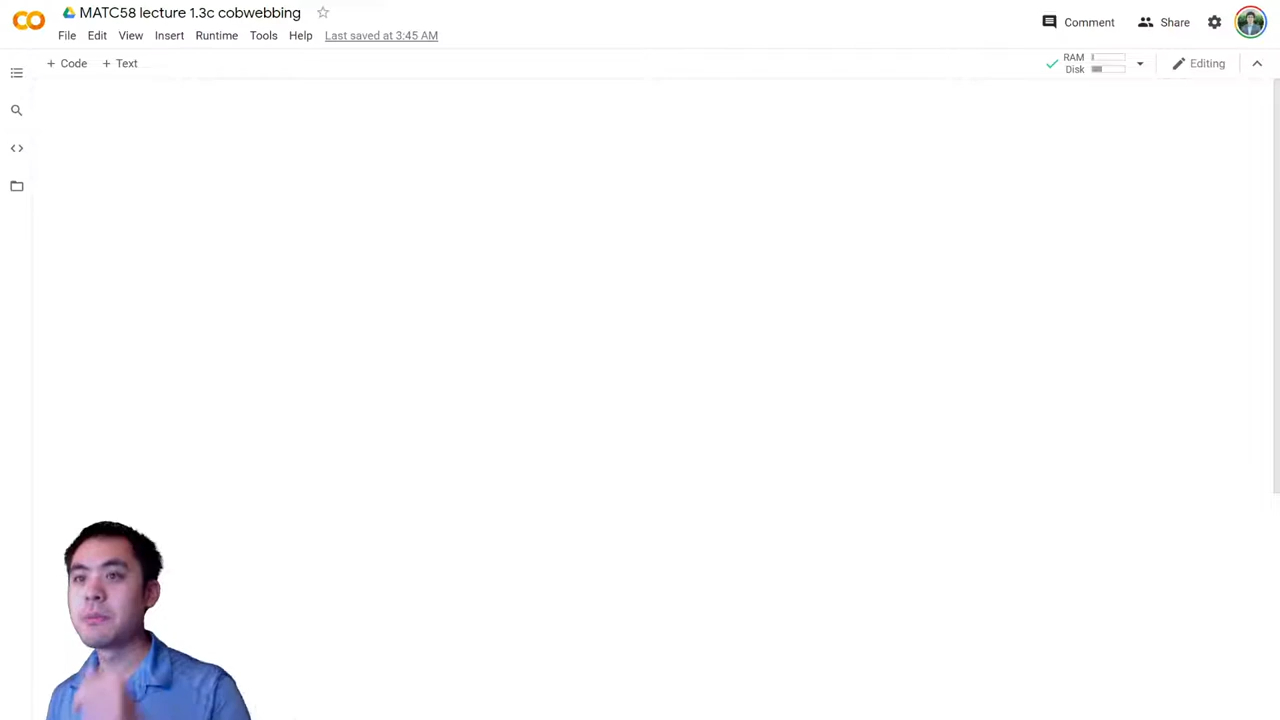 MATC58 lecture 1.3c cobwebbing
File Edit View Insert Runtime Tools Help Last saved at 3:45 AM
Comment Share
+ Code + Text
RAM
Disk
Editing